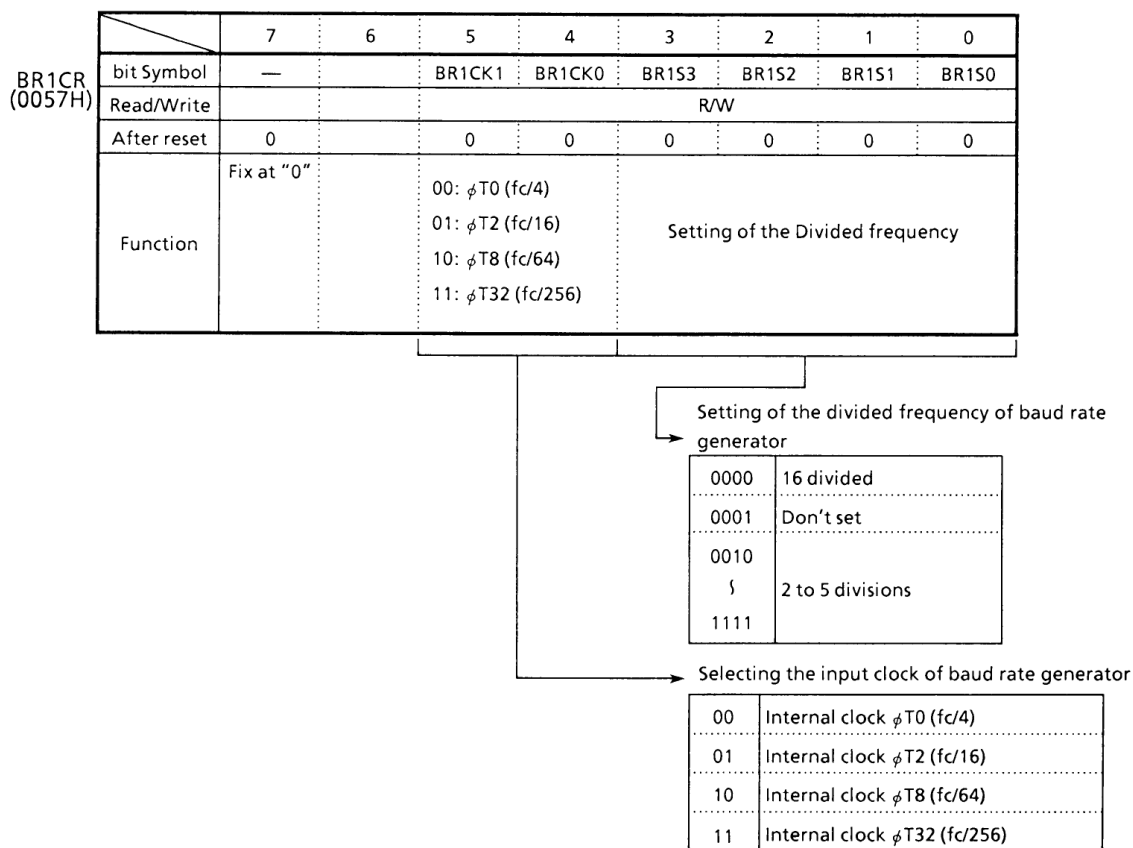 7 6 5 4 3 2 1 0
BR1CR
(0057H)
bit Symbol — BR1CK1 BR1CK0 BR1S3 BR1S2 BR1S1 BR1S0
Read/Write R/W
After reset 0 0 0 0 0 0 0
Function
Fix at "0"
00: ϕT0 (fc/4)
01: ϕT2 (fc/16)
10: ϕT8 (fc/64)
11: ϕT32 (fc/256)
Setting of the Divided frequency
Setting of the divided frequency of baud rate
generator
0000 16 divided
0001 Don't set
0010
∫
1111
2 to 5 divisions
Selecting the input clock of baud rate generator
00 Internal clock ϕT0 (fc/4)
01 Internal clock ϕT2 (fc/16)
10 Internal clock ϕT8 (fc/64)
11 Internal clock ϕT32 (fc/256)